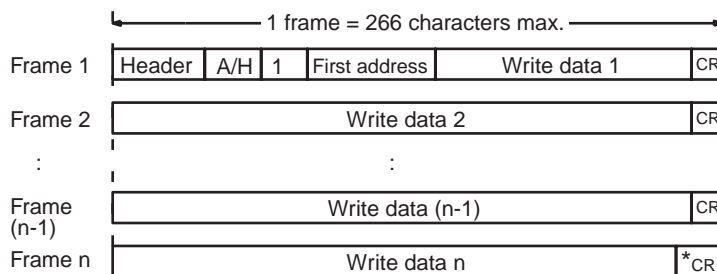 1 frame = 266 characters max.
Frame 1 Header A/H 1 First address Write data 1 CR
Frame 2 Write data 2 CR
: :
Frame (n-1) Write data (n-1) CR
Frame n Write data n *CR